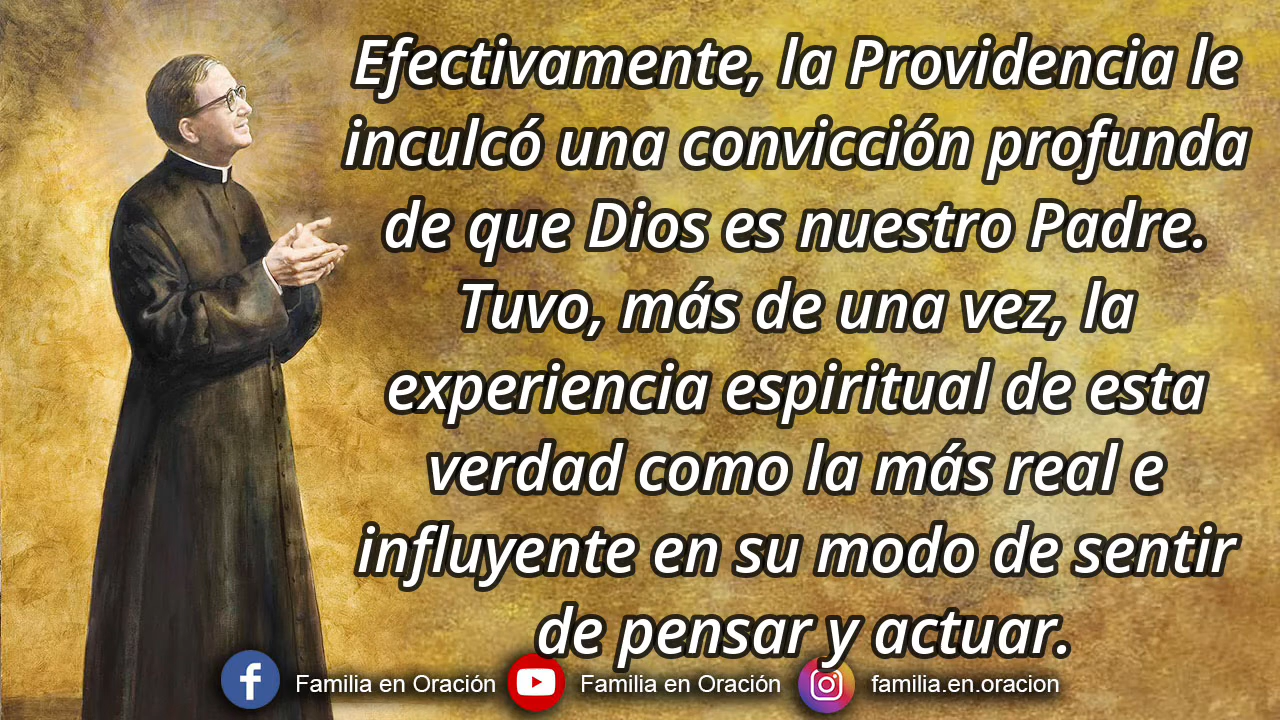 Efectivamente, la Providencia le
inculcó una convicción profunda
de que Dios es nuestro Padre.
Tuvo, más de una vez, la
experiencia espiritual de esta
verdad como la más real e
influyente en su modo de sentir
de pensar y actuar.
Familia en Oración
Familia en Oración
familia.en.oracion